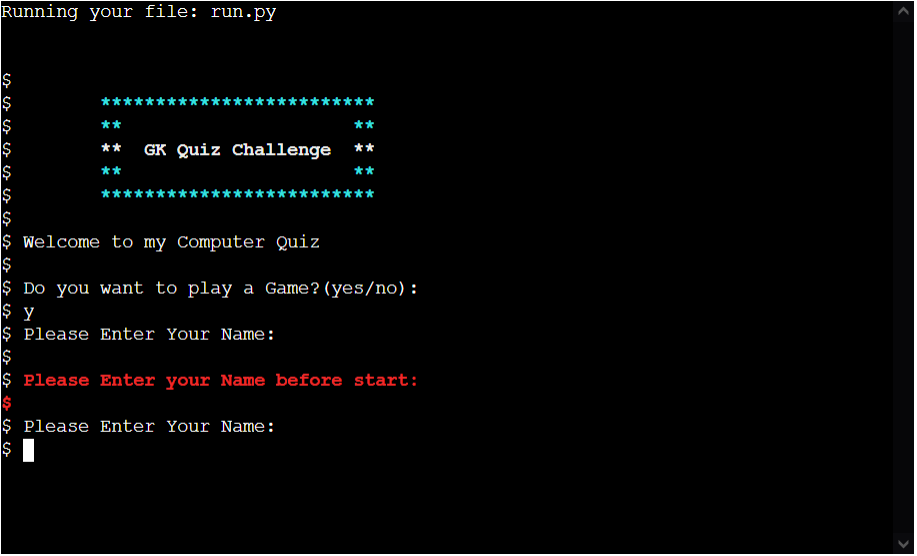 Running your file: run.py
$
$ *************************
$ ** **
$ ** GK Quiz Challenge **
$ ** **
$ *************************
$
$ Welcome to my Computer Quiz
$
$ Do you want to play a Game?(yes/no):
$ y
$ Please Enter Your Name:
$
$ Please Enter your Name before start:
$
$ Please Enter Your Name:
$